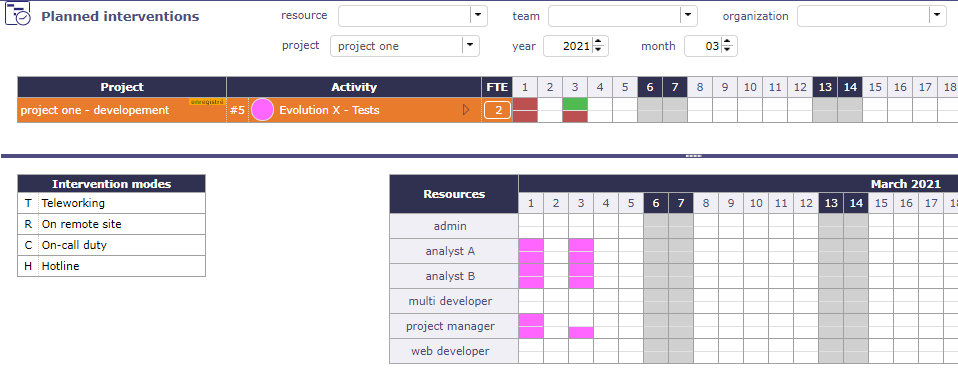 Planned interventions
resource
team
organization
project project one
year 2021
month 03
Project Activity FTE 1 2 3 4 5 6 7 8 9 10 11 12 13 14 15 16 17 18
project one - developement enregistré #5 Evolution X - Tests 2
Intervention modes
T Teleworking
R On remote site
C On-call duty
H Hotline
Resources
March 2021
1 2 3 4 5 6 7 8 9 10 11 12 13 14 15 16 17 18
admin
analyst A
analyst B
multi developer
project manager
web developer